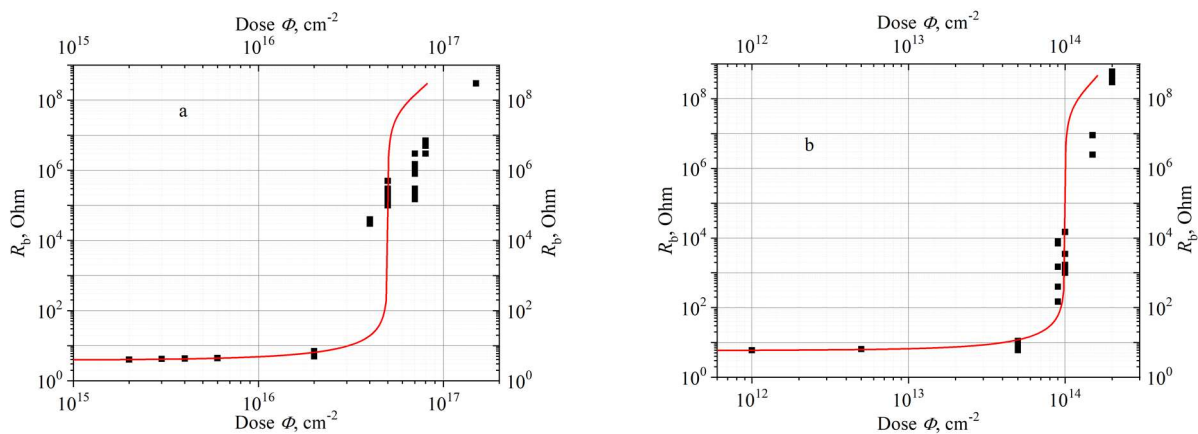 Dose Φ, cm⁻²
10¹⁵ 10¹⁶ 10¹⁷
10⁸ 10⁸
a
10⁶ 10⁶
R_b, Ohm
10⁴ 10⁴
R_b, Ohm
10² 10²
10⁰ 10⁰
10¹⁵ 10¹⁶ 10¹⁷
Dose Φ, cm⁻²
Dose Φ, cm⁻²
10¹² 10¹³ 10¹⁴
10⁸ 10⁸
b
10⁶ 10⁶
R_b, Ohm
10⁴ 10⁴
R_b, Ohm
10² 10²
10⁰ 10⁰
10¹² 10¹³ 10¹⁴
Dose Φ, cm⁻²